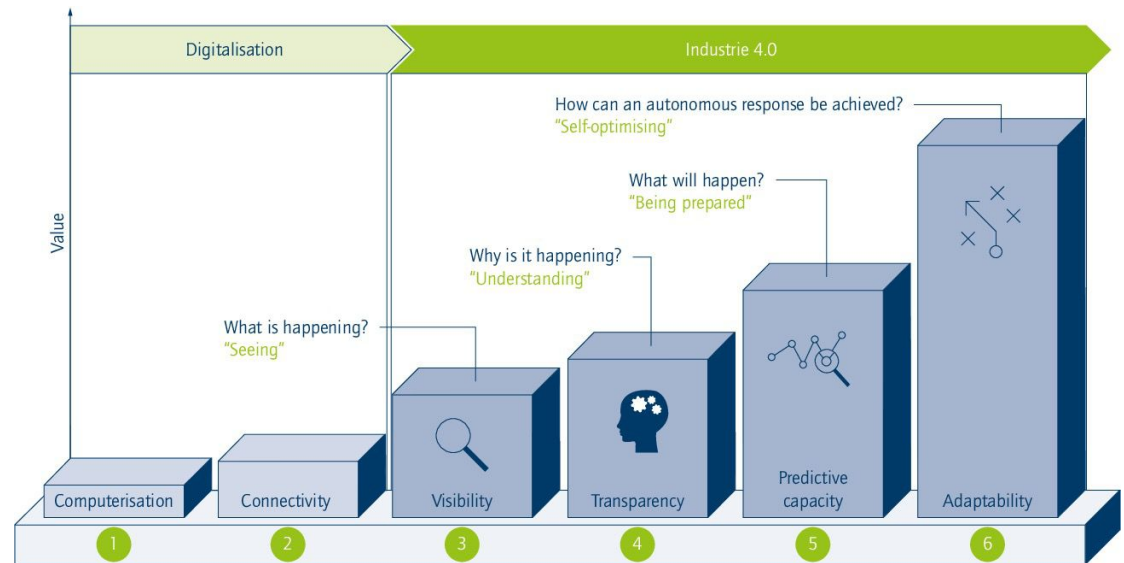 Digitalisation
Industrie 4.0
Value
How can an autonomous response be achieved?
"Self-optimising"
What will happen?
"Being prepared"
Why is it happening?
"Understanding"
What is happening?
"Seeing"
Computerisation
Connectivity
Visibility
Transparency
Predictive
capacity
Adaptability
1
2
3
4
5
6